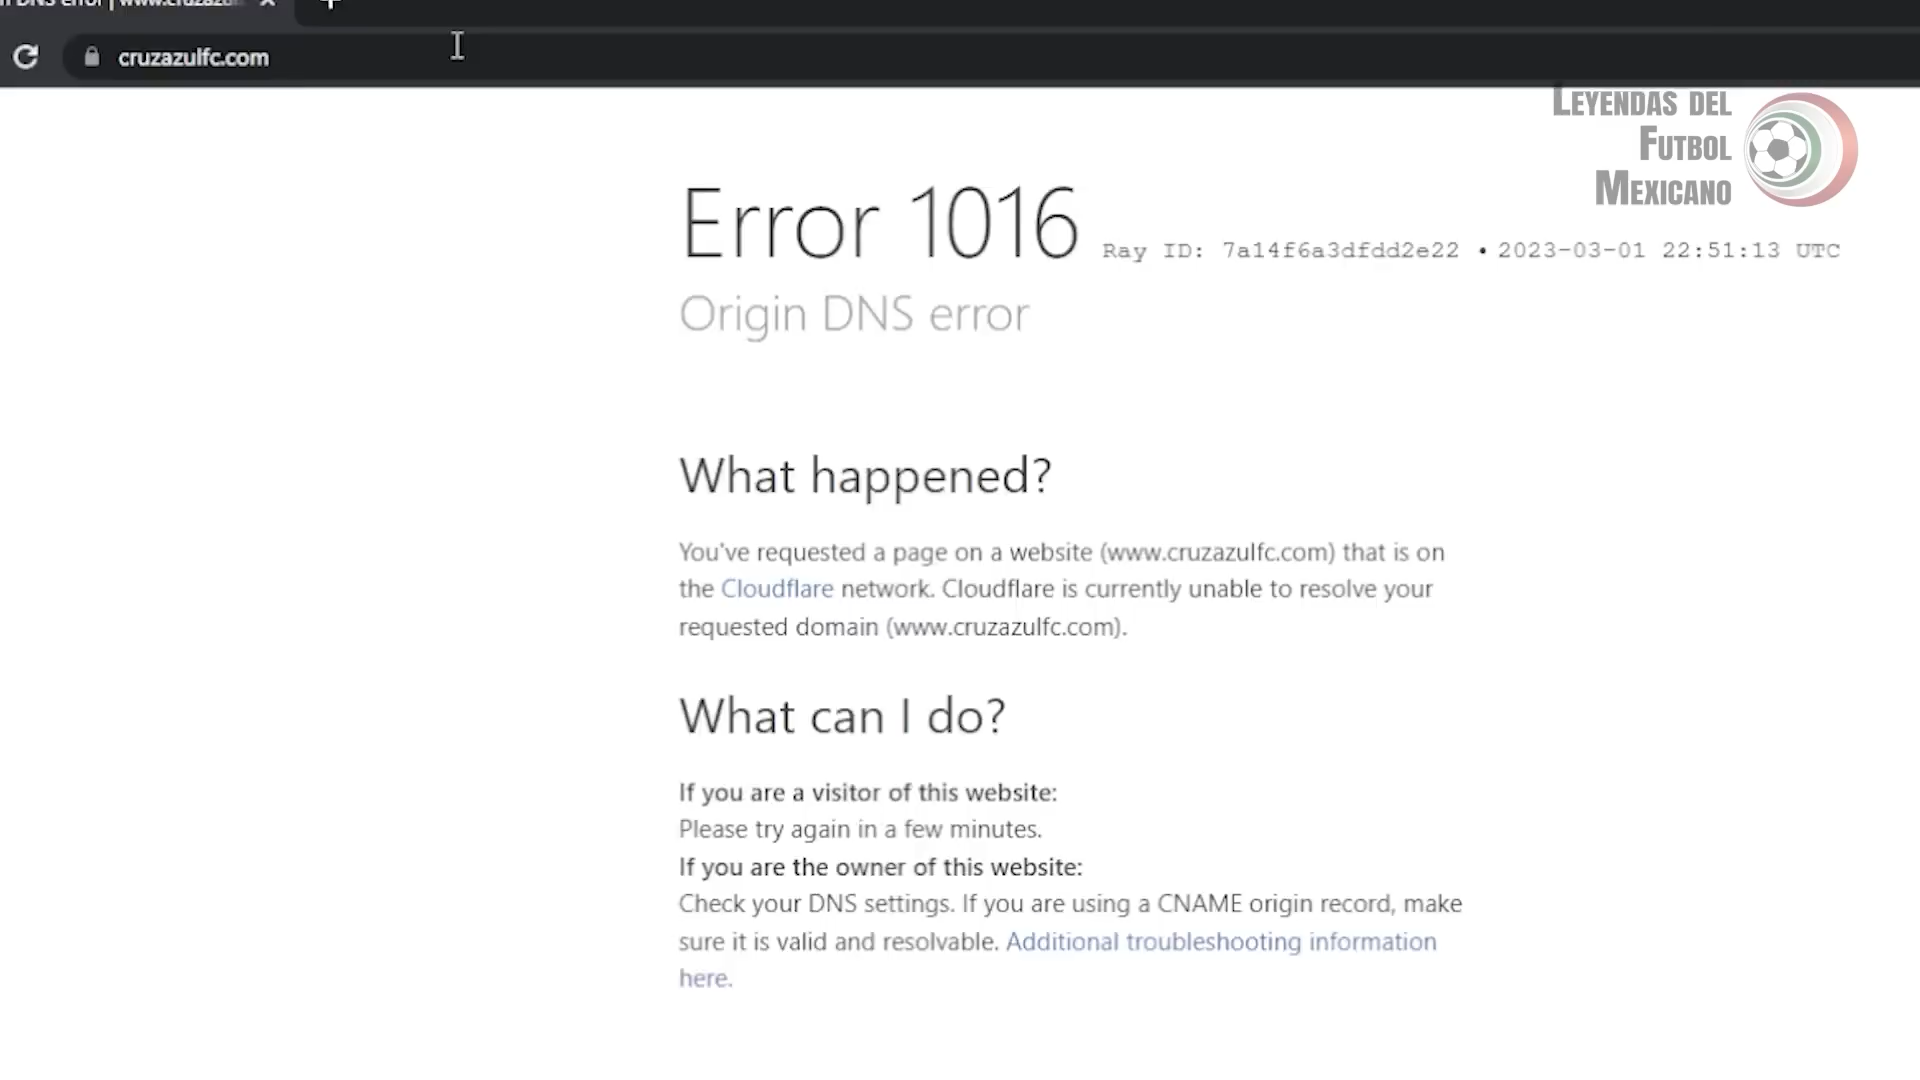 DNS error | www.cruzazul
cruzazulfc.com
LEYENDAS DEL
FUTBOL
MEXICANO
Error 1016
Ray ID: 7a14f6a3dfdd2e22 • 2023-03-01 22:51:13 UTC
Origin DNS error
What happened?
You've requested a page on a website (www.cruzazulfc.com) that is on
the Cloudflare network. Cloudflare is currently unable to resolve your
requested domain (www.cruzazulfc.com).
What can I do?
If you are a visitor of this website:
Please try again in a few minutes.
If you are the owner of this website:
Check your DNS settings. If you are using a CNAME origin record, make
sure it is valid and resolvable. Additional troubleshooting information
here.